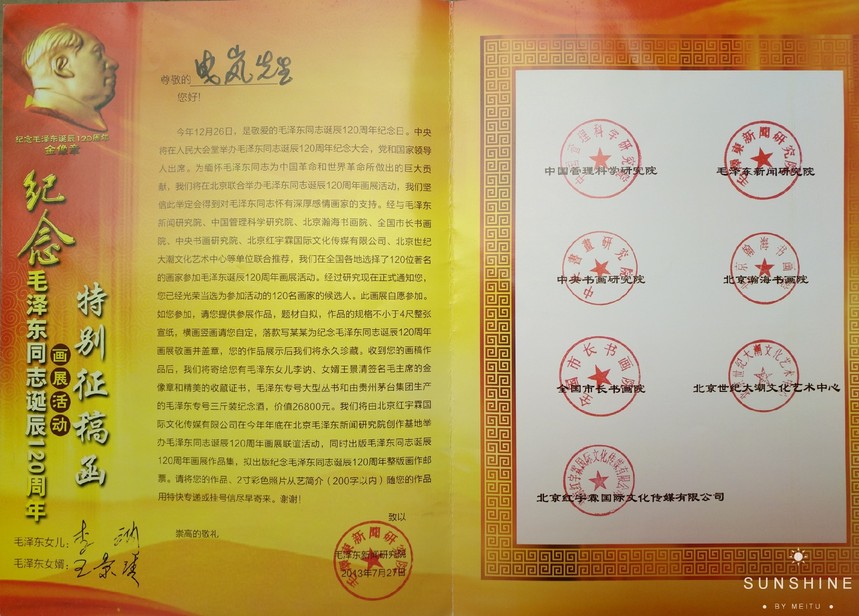 纪念毛泽东诞辰120周年
金像章
纪念
毛泽东同志诞辰120周年
画展活动
特别征稿函
毛泽东女儿：李讷
毛泽东女婿：王景清
尊敬的 岚先生
您好！
今年12月26日，是敬爱的毛泽东同志诞辰120周年纪念日。中央
将在人民大会堂举办毛泽东同志诞辰120周年纪念大会，党和国家领导
人出席。为缅怀毛泽东同志为中国革命和世界革命所做出的巨大贡
献，我们将在北京联合举办毛泽东同志诞辰120周年画展活动。我们坚
信此举定会得到对毛泽东同志怀有深厚感情画家的支持。经与毛泽东
新闻研究院、中国管理科学研究院、北京瀚海书画院、全国市长书画
院、中央书画研究院、北京红宇霖国际文化传媒有限公司、北京世纪
大潮文化艺术中心等单位联合推荐，我们在全国各地选择了120位著名
的画家参加毛泽东诞辰120周年画展活动。经过研究现在正式通知您，
您已经光荣当选为参加活动的120名画家的候选人。此画展自愿参加。
如您参加，请您提供参展作品，题材自拟，作品的规格不小于4尺整张
宣纸，横画竖画请您自定，落款写某某为纪念毛泽东同志诞辰120周年
画展敬画并盖章，您的作品展示后我们将永久珍藏。收到您的画稿作
品后，我们将寄给您有毛泽东女儿李讷、女婿王景清签名毛主席的金
像章和精美的收藏证书，毛泽东专号大型丛书和由贵州茅台集团生产
的毛泽东专号三斤装纪念酒，价值26800元。我们将由北京红宇霖国
际文化传媒有限公司在今年年底在北京毛泽东新闻研究院创作基地举
办毛泽东同志诞辰120周年画展联谊活动，同时出版毛泽东同志诞辰
120周年画展作品集，拟出版纪念毛泽东同志诞辰120周年整版画作邮
票。请将您的作品、2寸彩色照片从艺简介（200字以内）随您的作品
用特快专递或挂号信尽早寄来。谢谢！
致以
崇高的敬礼
毛泽东新闻研究院
2013年7月27日
中国管理科学研究院
毛泽东新闻研究院
中央书画研究院
北京瀚海书画院
全国市长书画院
北京世纪大潮文化艺术中心
北京红宇霖国际文化传媒有限公司
SUNSHINE
BY MEITU